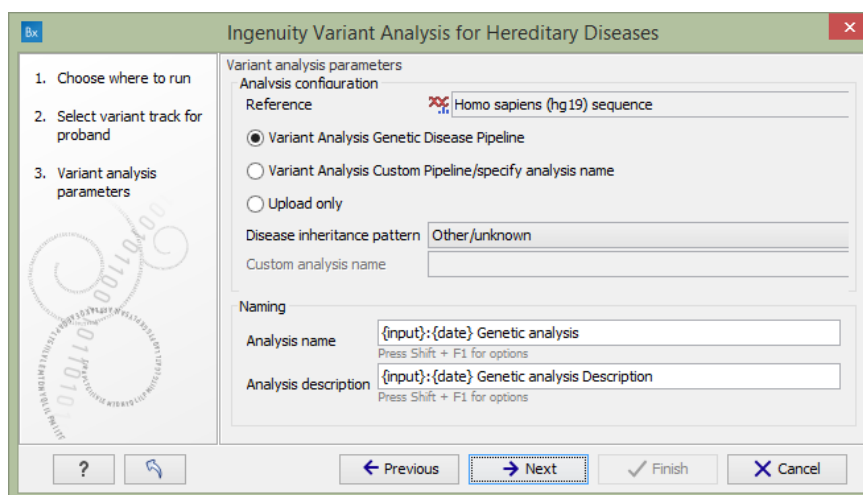 Bx
Ingenuity Variant Analysis for Hereditary Diseases
1. Choose where to run
2. Select variant track for
proband
3. Variant analysis
parameters
Variant analysis parameters
Analysis configuration
Reference Homo sapiens (hg19) sequence
Variant Analysis Genetic Disease Pipeline
Variant Analysis Custom Pipeline/specify analysis name
Upload only
Disease inheritance pattern Other/unknown
Custom analysis name
Naming
Analysis name {input}:{date} Genetic analysis
Press Shift + F1 for options
Analysis description {input}:{date} Genetic analysis Description
Press Shift + F1 for options
? Previous Next Finish Cancel